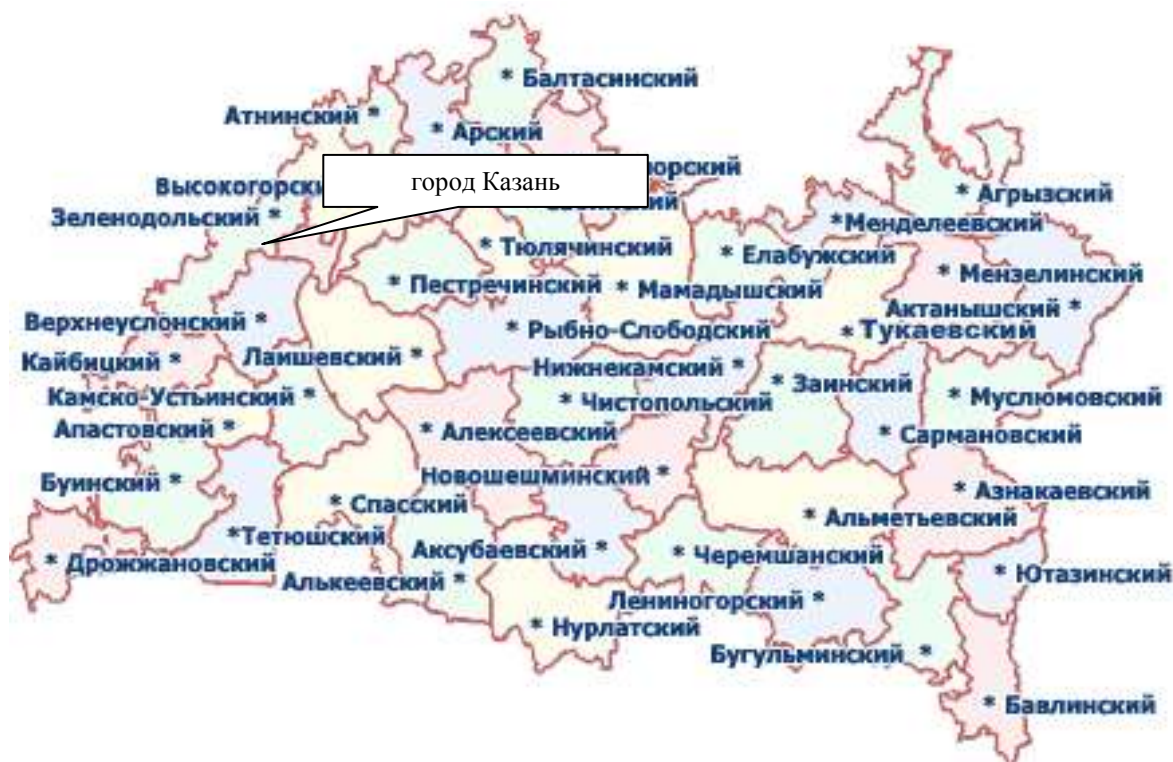 * Балтасинский
Атнинский *
* Арский
город Казань
Зеленодольский *
* Агрызский
Менделеевский
* Тюлячинский
* Елабужский
* Мензелинский
* Пестречинский
* Мамадышский
Актанышский *
Верхнеуслонский *
* Рыбно-Слободский
* Тукаевский
Кайбицкий *
Лаишевский *
Нижнекамский *
* Заинский
Камско-Устьинский *
* Чистопольский
* Муслюмовский
Апастовский *
* Алексеевский
* Сармановский
Буинский *
Новошешминский *
* Спасский
* Азнакаевский
* Альметьевский
* Тетюшский
* Дрожжановский
Аксубаевский *
* Черемшанский
Алькеевский *
* Ютазинский
Лениногорский *
* Нурлатский
Бугульминский *
* Бавлинский